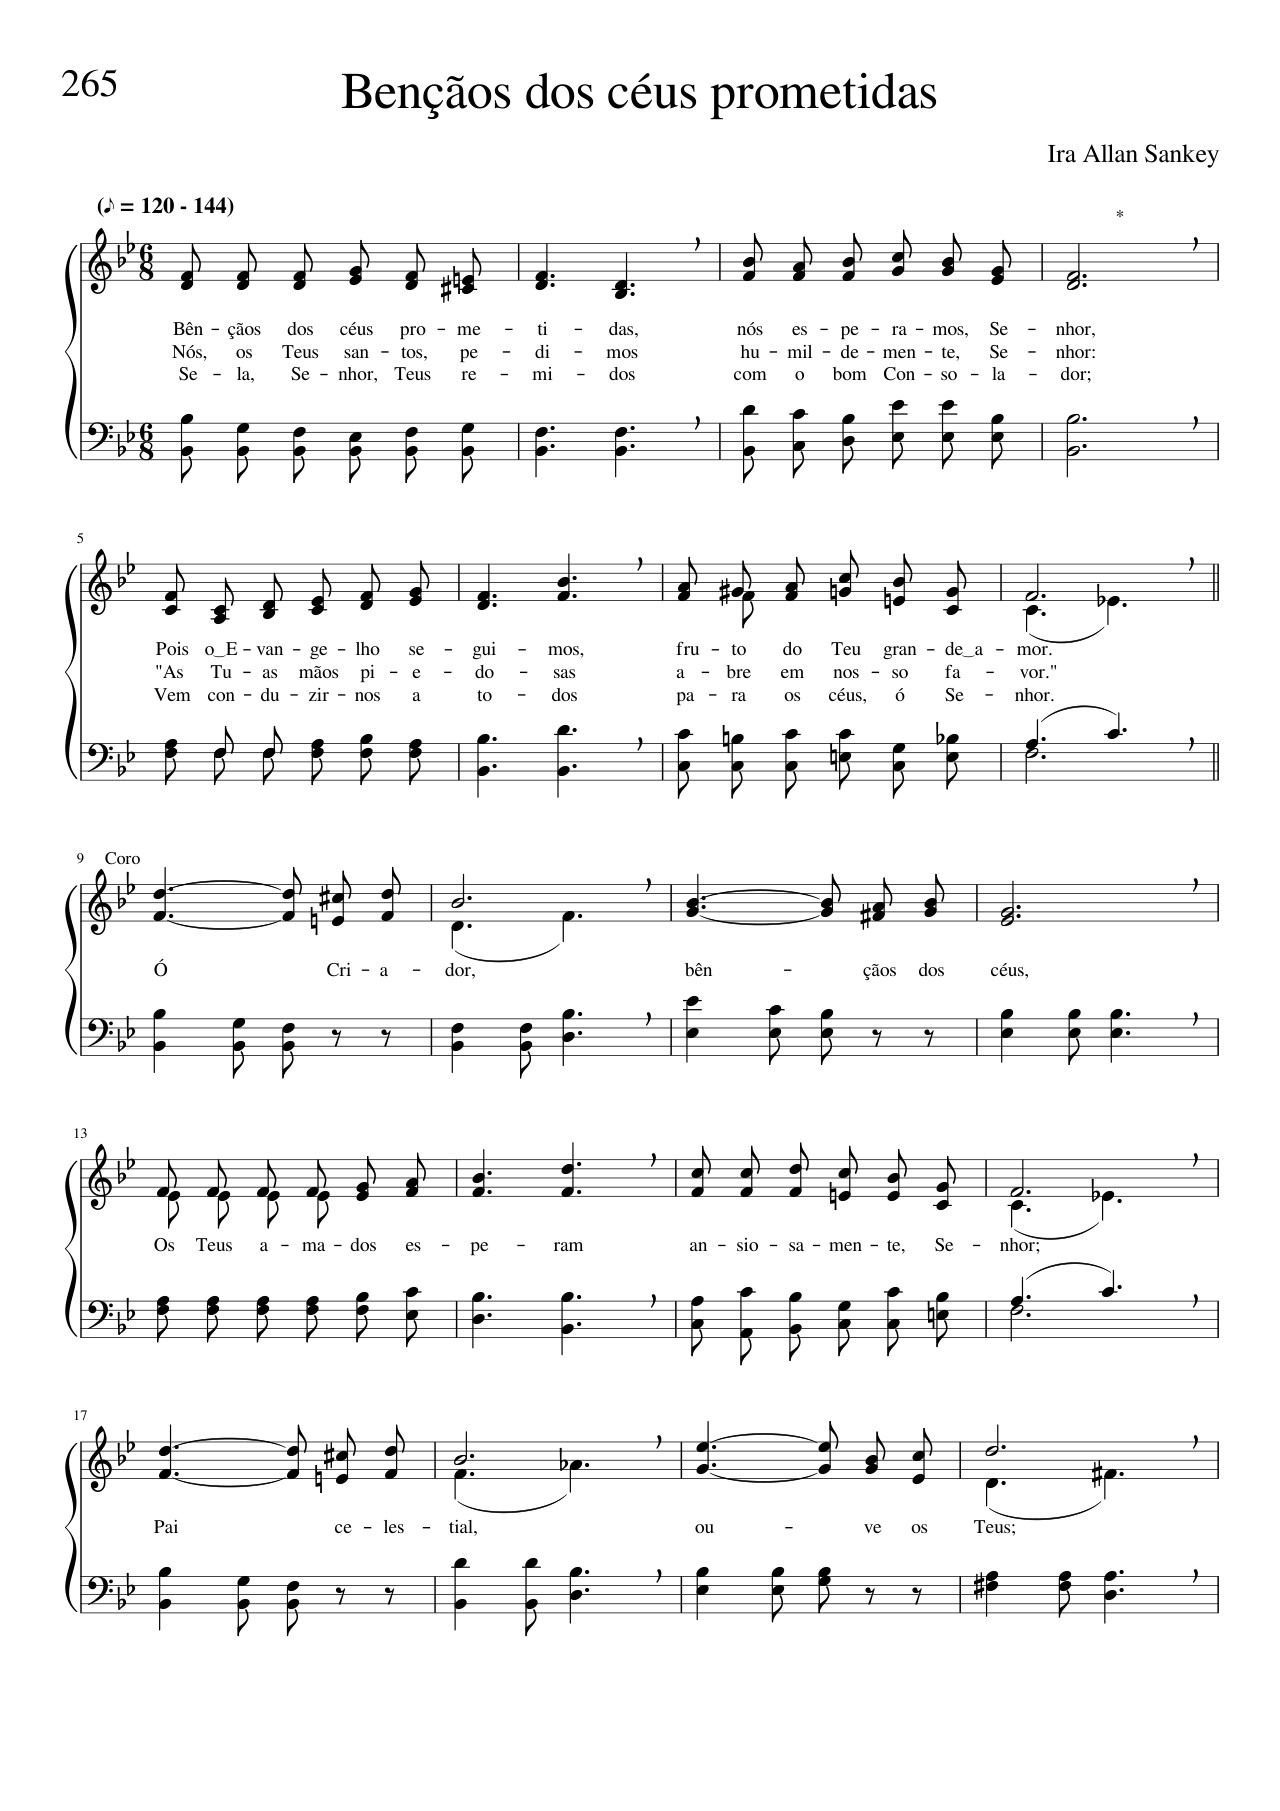 265
Bençãos dos céus prometidas
Ira Allan Sankey
(♪ = 120 - 144)
*
6 8
Bên - çãos dos céus pro - me - ti - das, nós es - pe - ra - mos, Se - nhor,
Nós, os Teus san - tos, pe - di - mos hu - mil - de - men - te, Se - nhor:
Se - la, Se - nhor, Teus re - mi - dos com o bom Con - so - la - dor;
6 8
5
Pois o‿E - van - ge - lho se - gui - mos, fru - to do Teu gran - de‿a - mor.
"As Tu - as mãos pi - e - do - sas a - bre em nos - so fa - vor."
Vem con - du - zir - nos a to - dos pa - ra os céus, ó Se - nhor.
9 Coro
Ó Cri - a - dor, bên - çãos dos céus,
13
Os Teus a - ma - dos es - pe - ram an - sio - sa - men - te, Se - nhor;
17
Pai ce - les - tial, ou - ve os Teus;